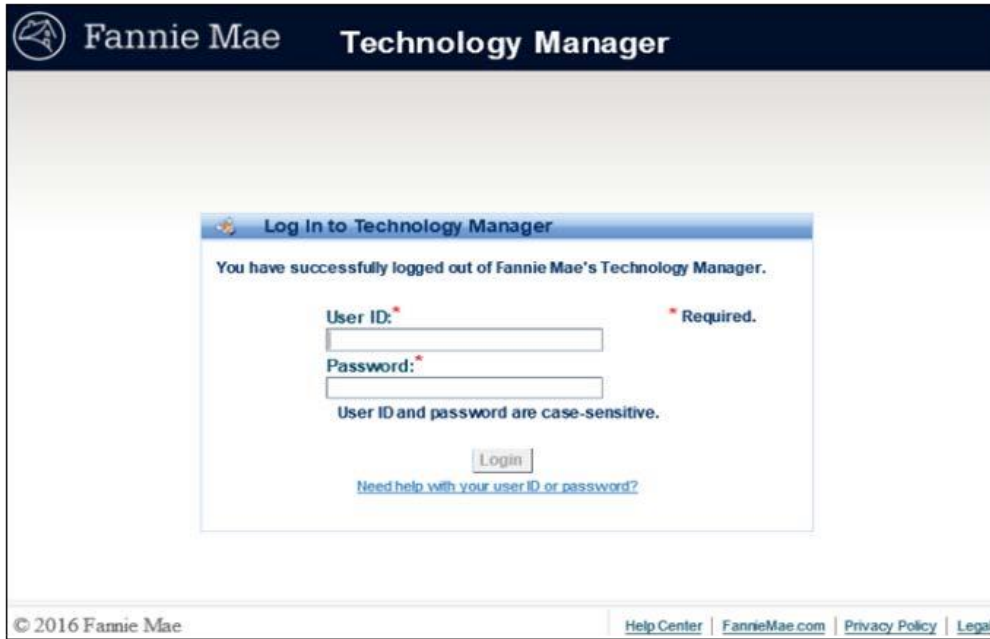 Fannie Mae Technology Manager
Log In to Technology Manager
You have successfully logged out of Fannie Mae's Technology Manager.
User ID:* * Required.
Password:*
User ID and password are case-sensitive.
Login
Need help with your user ID or password?
© 2016 Fannie Mae Help Center | FannieMae.com | Privacy Policy | Legal